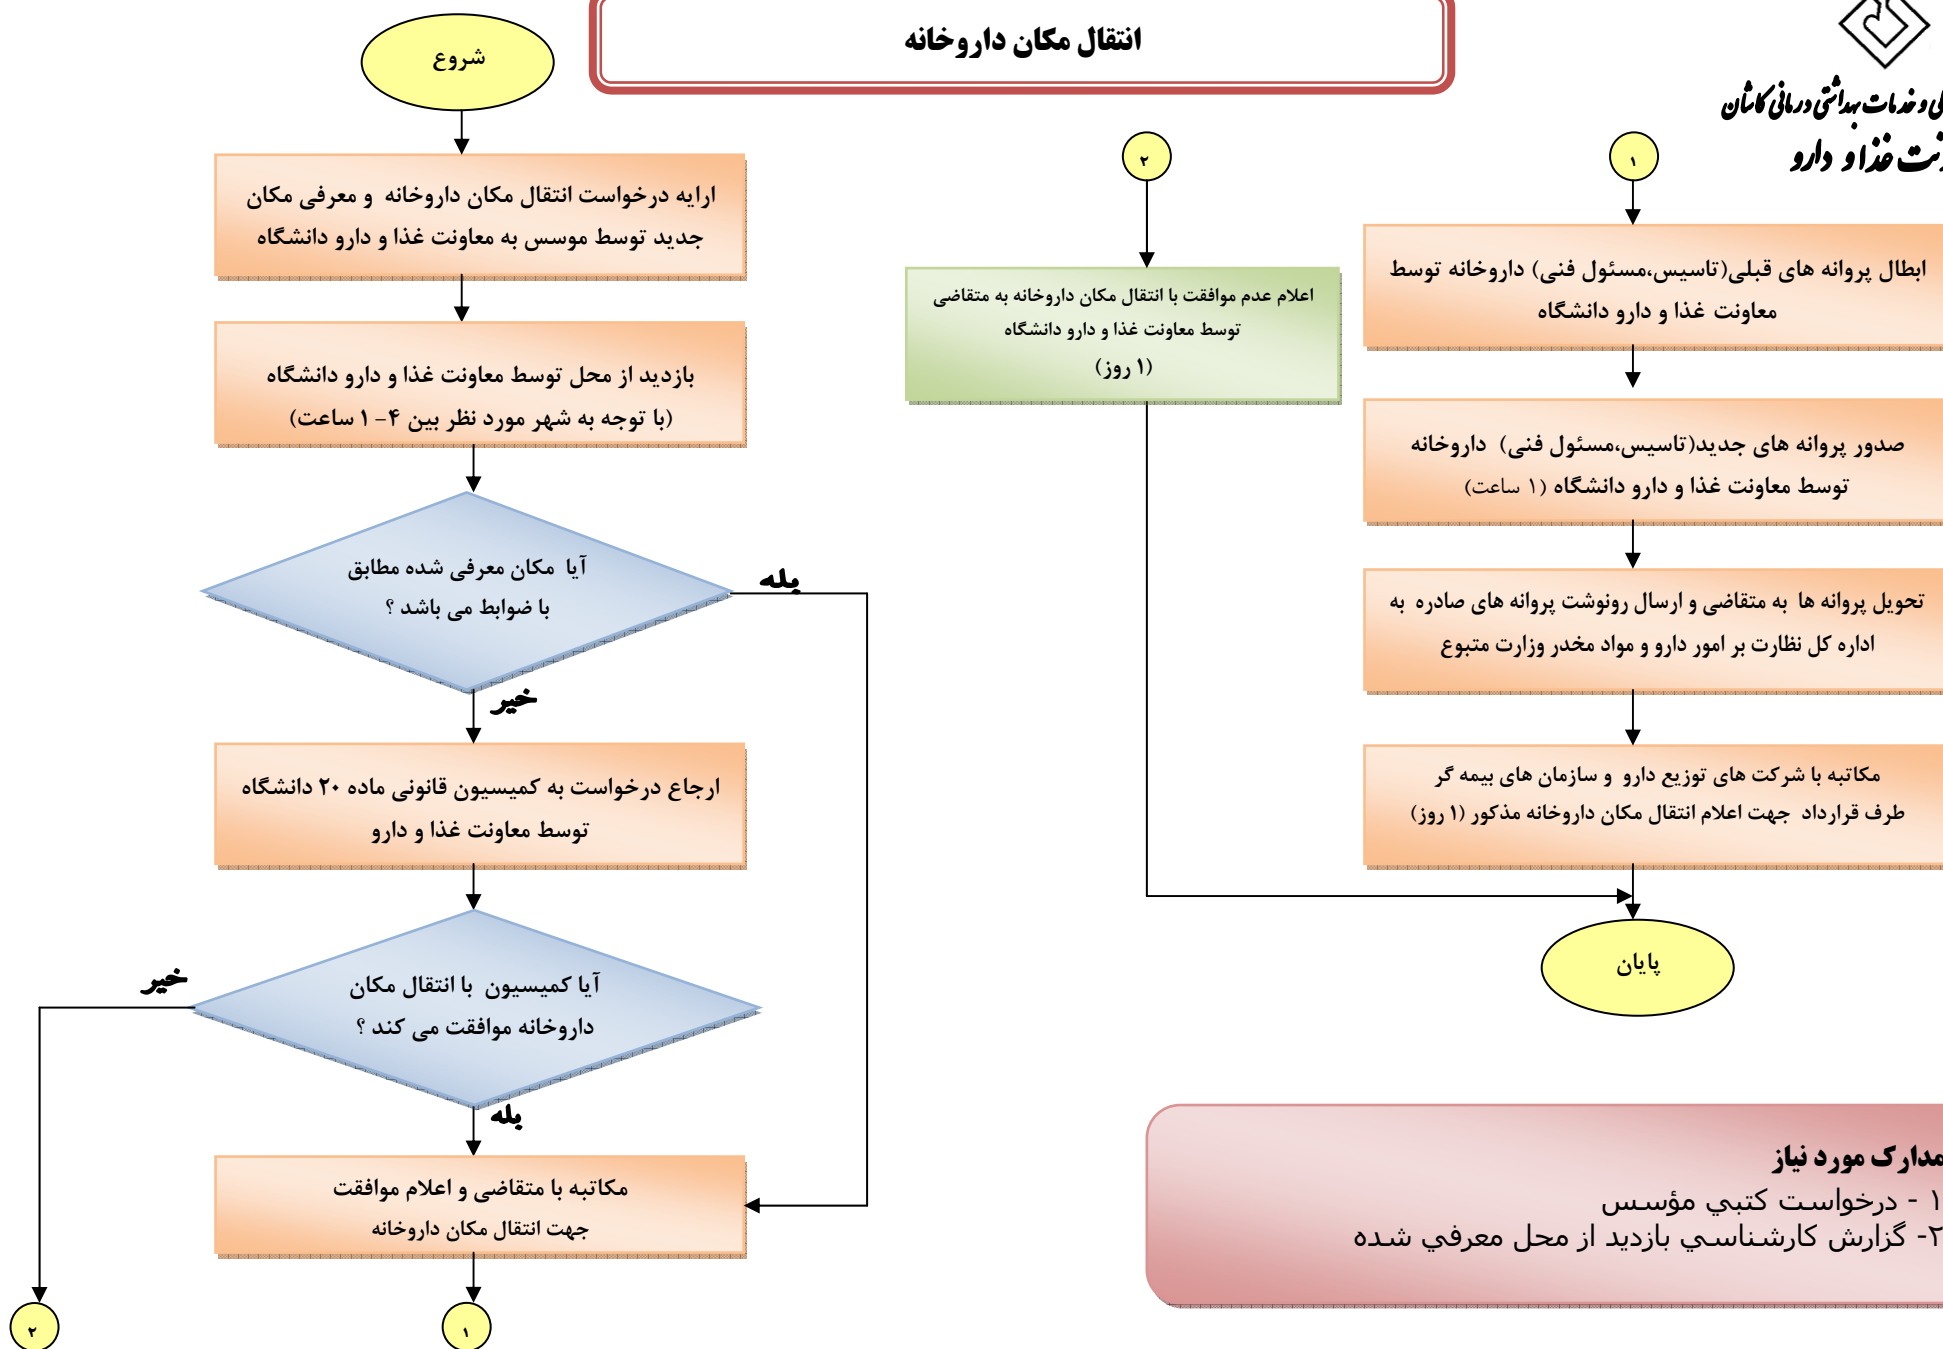 انتقال مکان داروخانه
و خدمات بهداشتی درمانی کاشان
غذا و دارو
شروع
ارایه درخواست انتقال مکان داروخانه و معرفی مکان
جدید توسط موسس به معاونت غذا و دارو دانشگاه
بازدید از محل توسط معاونت غذا و دارو دانشگاه
(با توجه به شهر مورد نظر بین ۴- ۱ ساعت)
آیا مکان معرفی شده مطابق
با ضوابط می باشد ؟
بله
خیر
ارجاع درخواست به کمیسیون قانونی ماده ۲۰ دانشگاه
توسط معاونت غذا و دارو
آیا کمیسیون با انتقال مکان
داروخانه موافقت می کند ؟
خیر
بله
مکاتبه با متقاضی و اعلام موافقت
جهت انتقال مکان داروخانه
۲
۱
۲
اعلام عدم موافقت با انتقال مکان داروخانه به متقاضی
توسط معاونت غذا و دارو دانشگاه
(۱ روز)
۱
ابطال پروانه های قبلی(تاسیس،مسئول فنی) داروخانه توسط
معاونت غذا و دارو دانشگاه
صدور پروانه های جدید(تاسیس،مسئول فنی) داروخانه
توسط معاونت غذا و دارو دانشگاه (۱ ساعت)
تحویل پروانه ها به متقاضی و ارسال رونوشت پروانه های صادره به
اداره کل نظارت بر امور دارو و مواد مخدر وزارت متبوع
مکاتبه با شرکت های توزیع دارو و سازمان های بیمه گر
طرف قرارداد جهت اعلام انتقال مکان داروخانه مذکور (۱ روز)
پایان
مدارک مورد نیاز
۱ - درخواست کتبي مؤسس
۲- گزارش کارشناسي بازدید از محل معرفي شده